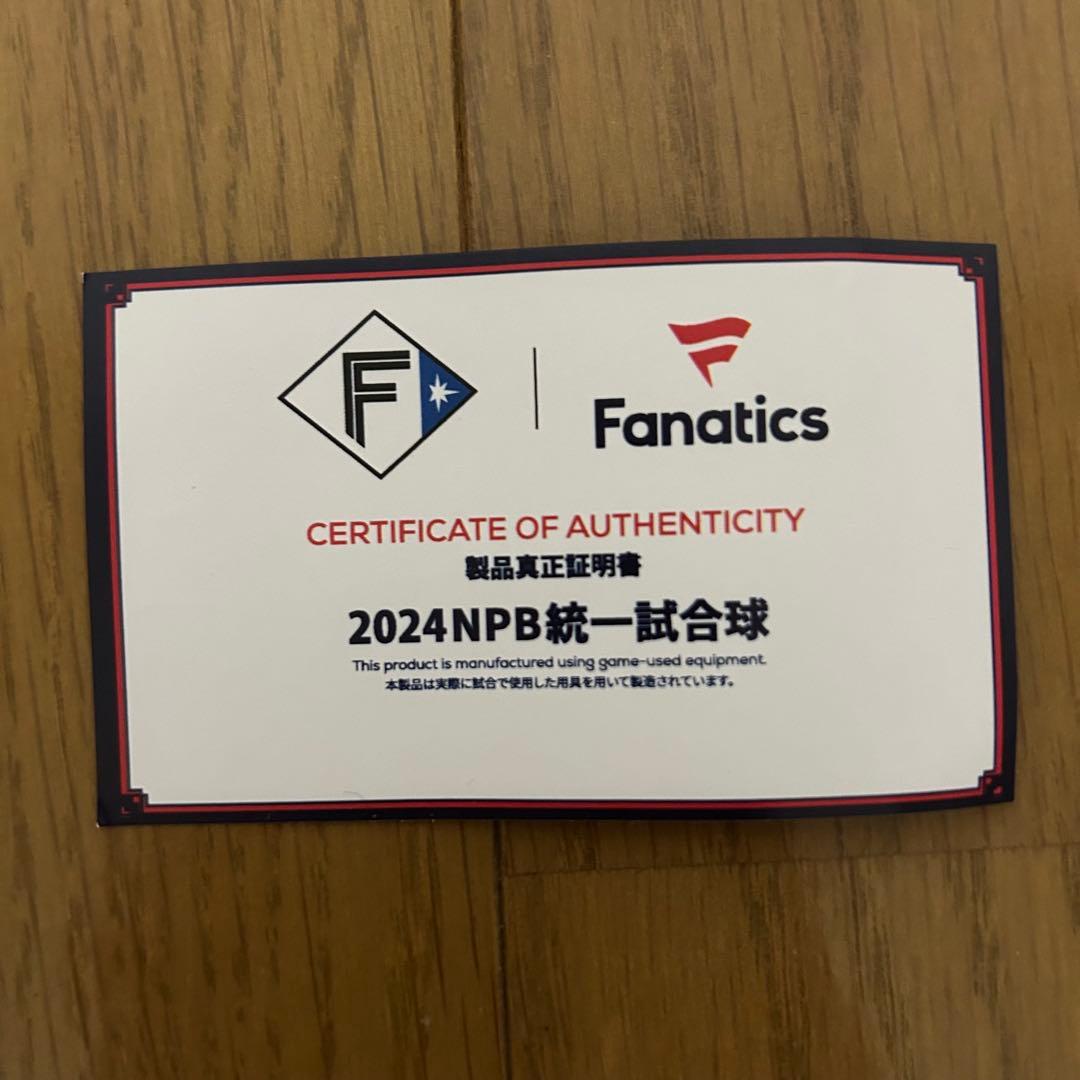 F
Fanatics
CERTIFICATE OF AUTHENTICITY
製品真正証明書
2024NPB統一試合球
This product is manufactured using game-used equipment.
本製品は実際に試合で使用した用具を用いて製造されています。